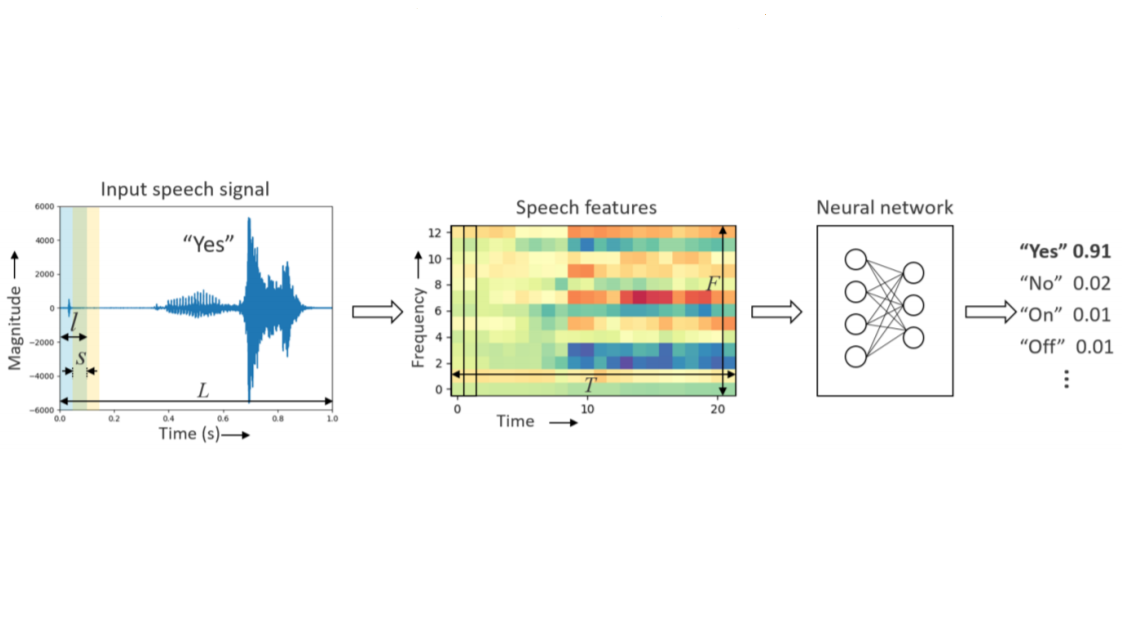 Input speech signal
6000
4000
2000
0
−2000
−4000
−6000
Magnitude
“Yes”
l
s
L
0.0 0.2 0.4 0.6 0.8 1.0
Time (s)
Speech features
12
10
8
6
4
2
0
Frequency
F
T
0 10 20
Time
Neural network
“Yes” 0.91
“No” 0.02
“On” 0.01
“Off” 0.01
⋮